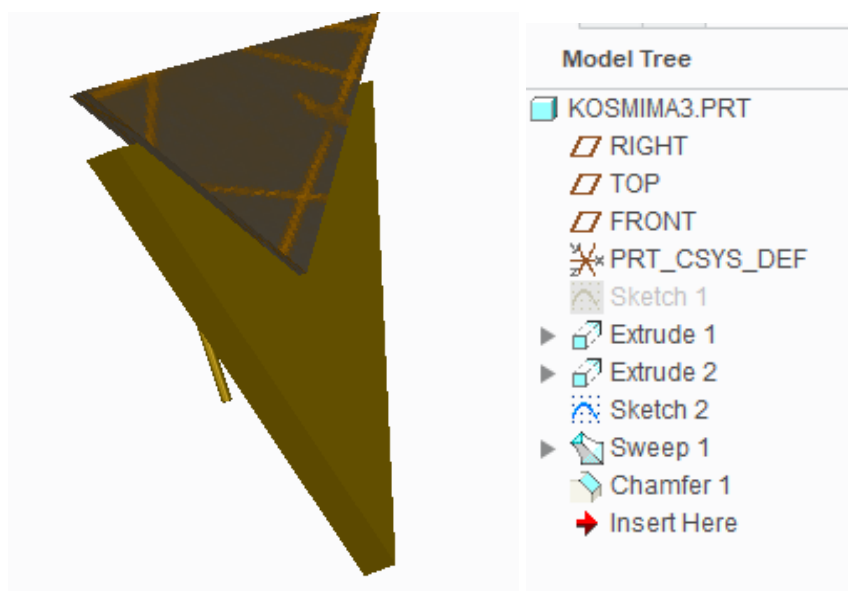 Model Tree
KOSMIMA3.PRT
RIGHT
TOP
FRONT
PRT_CSYS_DEF
Sketch 1
Extrude 1
Extrude 2
Sketch 2
Sweep 1
Chamfer 1
Insert Here